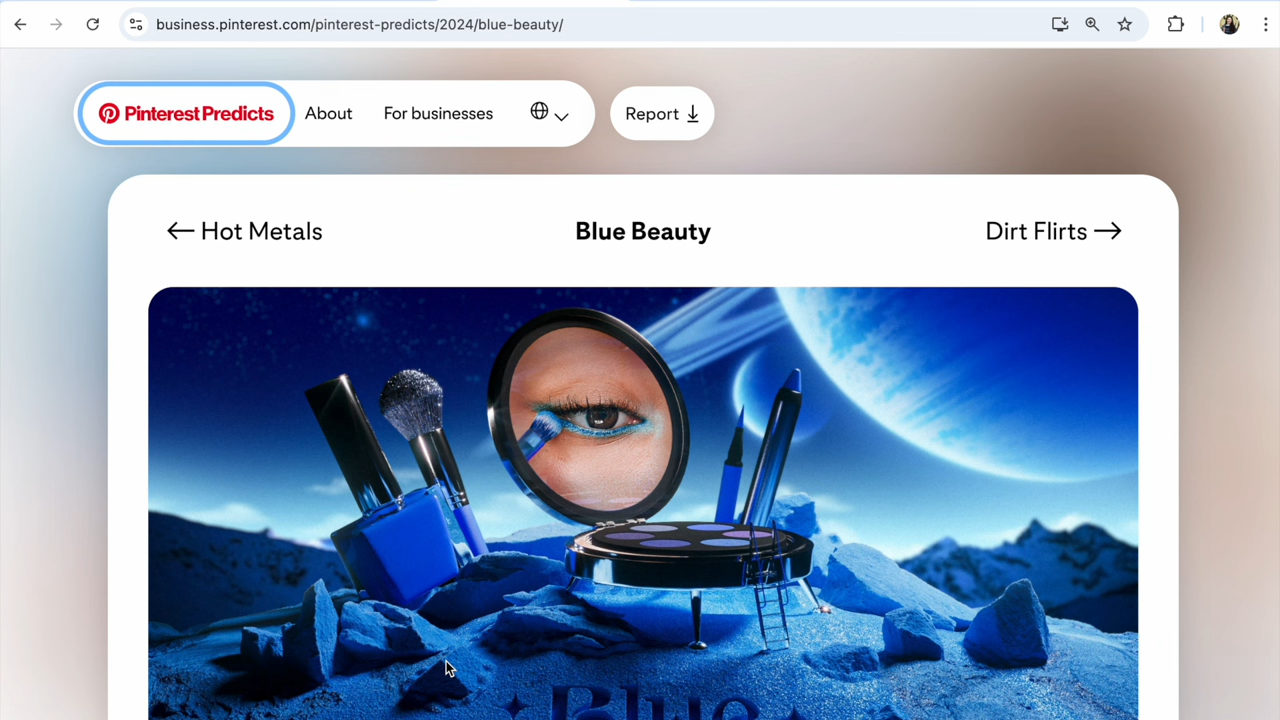 business.pinterest.com/pinterest-predicts/2024/blue-beauty/
Pinterest Predicts
About
For businesses
Report
← Hot Metals
Blue Beauty
Dirt Flirts →
Blue